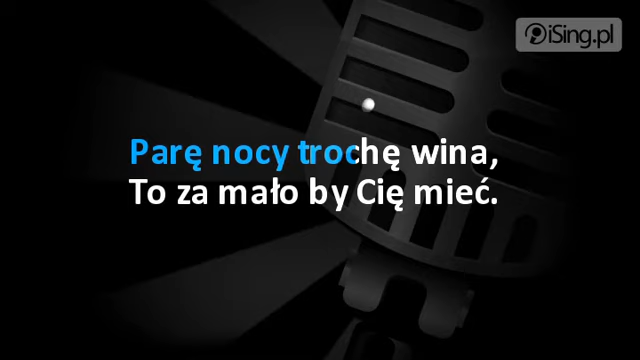 iSing.pl
Parę nocy trochę wina,
To za mało by Cię mieć.